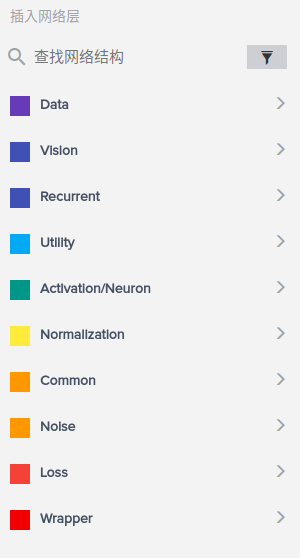 插入网络层
查找网络结构
Data
Vision
Recurrent
Utility
Activation/Neuron
Normalization
Common
Noise
Loss
Wrapper